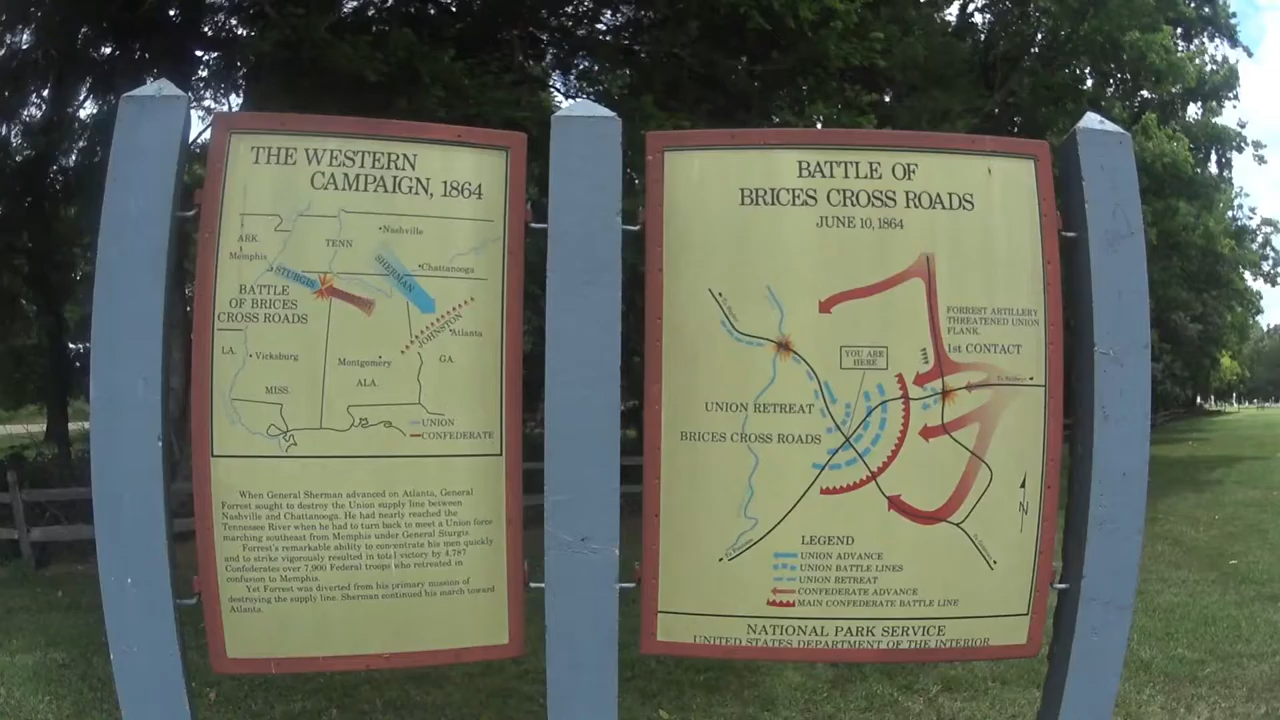 THE WESTERN
CAMPAIGN, 1864
Nashville
ARK.
TENN
Memphis
Chattanooga
STURGIS
SHERMAN
BATTLE
OF BRICES
CROSS ROADS
JOHNSTON
Atlanta
LA.
Vicksburg
Montgomery
GA.
ALA.
MISS.
UNION
CONFEDERATE
When General Sherman advanced on Atlanta, General
Forrest sought to destroy the Union supply line between
Nashville and Chattanooga. He had nearly reached the
Tennessee River when he had to turn back to meet a Union force
marching southeast from Memphis under General Sturgis.
Forrest's remarkable ability to concentrate his men quickly
and to strike vigorously resulted in total victory by 4,787
Confederates over 7,900 Federal troops who retreated in
confusion to Memphis.
Yet Forrest was diverted from his primary mission of
destroying the supply line. Sherman continued his march toward
Atlanta.
BATTLE OF
BRICES CROSS ROADS
JUNE 10, 1864
FORREST ARTILLERY
THREATENED UNION
FLANK.
1st CONTACT
YOU ARE
HERE
To Baldwyn
UNION RETREAT
BRICES CROSS ROADS
N
LEGEND
UNION ADVANCE
UNION BATTLE LINES
UNION RETREAT
CONFEDERATE ADVANCE
MAIN CONFEDERATE BATTLE LINE
NATIONAL PARK SERVICE
UNITED STATES DEPARTMENT OF THE INTERIOR